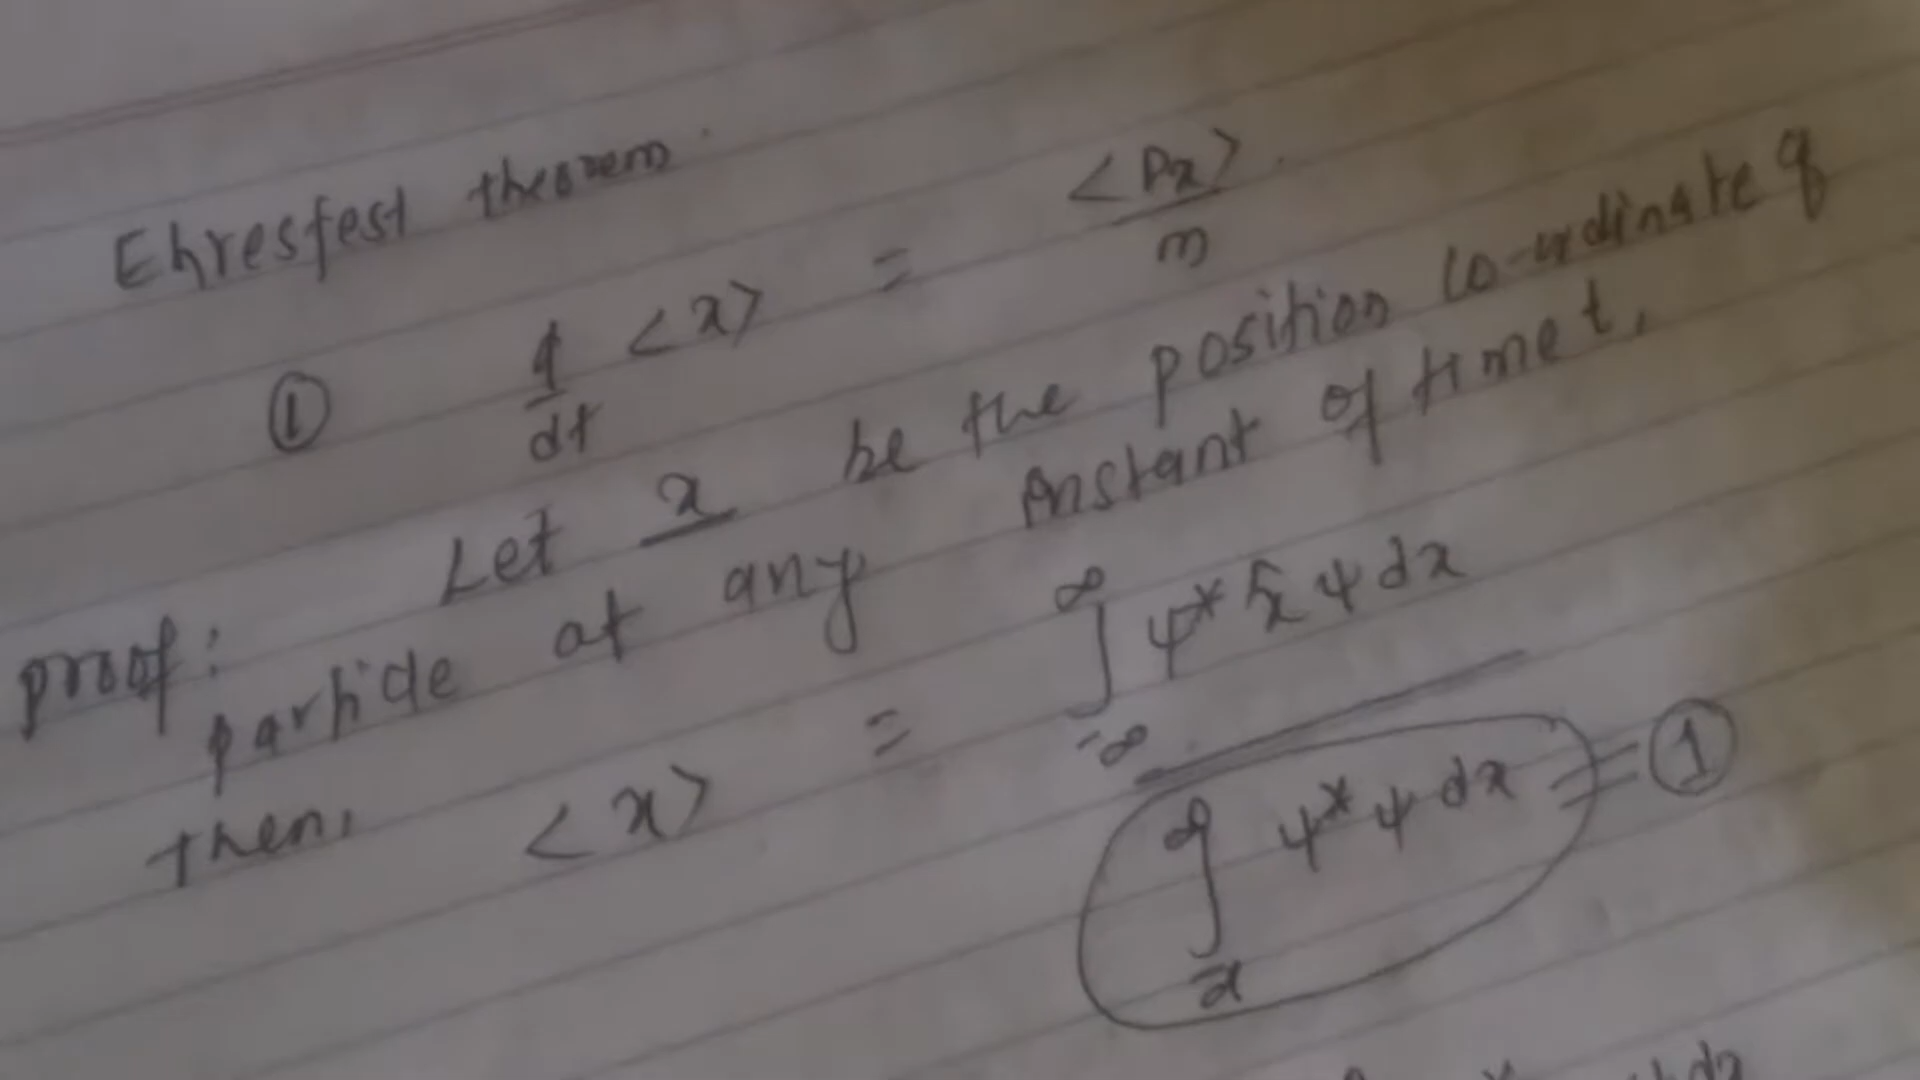 Ehresfest theorem.
① d/dt <x> = <Px>/m.
proof: Let x be the position co-ordinate of
particle at any instant of time t,
then, <x> = ∫_{-∞}^{∞} ψ* x̂ ψ dx
∫_{-∞}^{∞} ψ* ψ dx = ①